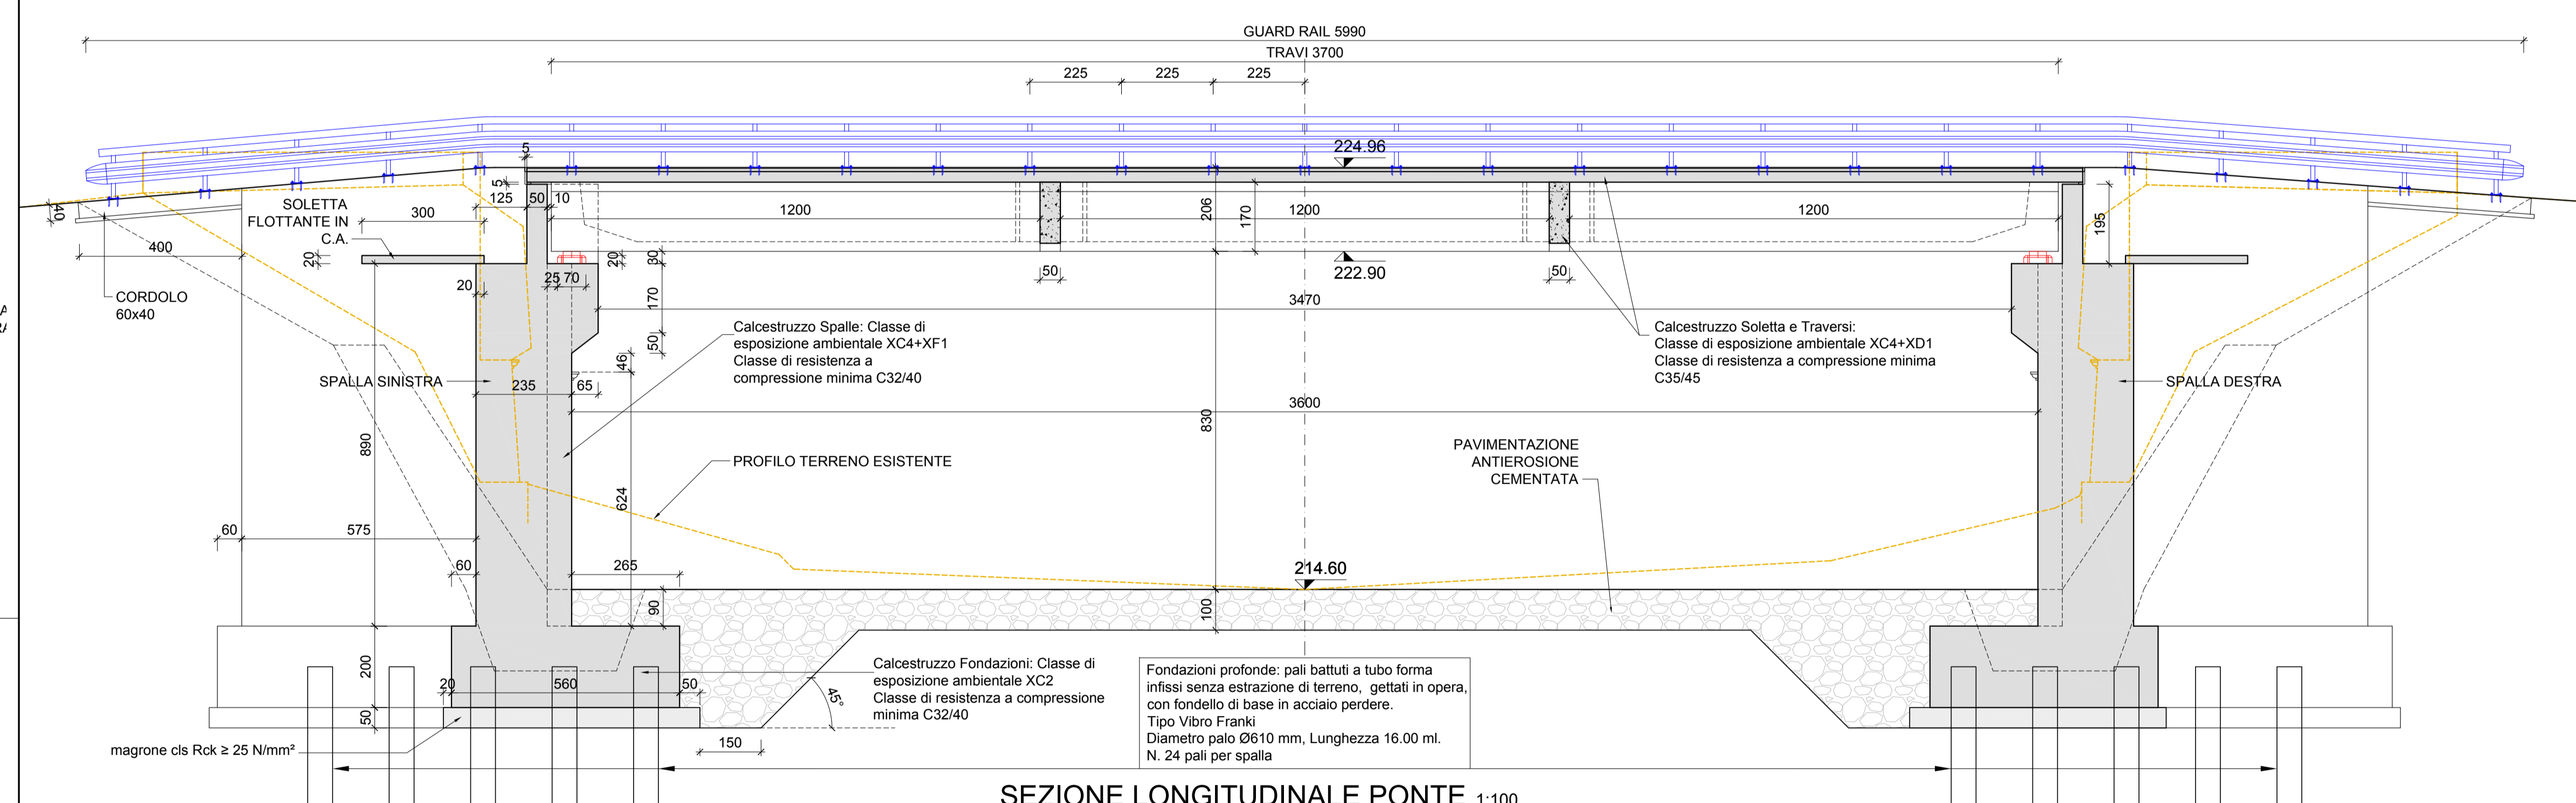 GUARD RAIL 5990
TRAVI 3700
225
225
225
224.96
5
5
125
50
10
40
SOLETTA
FLOTTANTE IN
C.A.
300
400
20
CORDOLO
60x40
1200
1200
1200
206
170
195
20
30
50
222.90
50
25
70
20
170
3470
50
46
Calcestruzzo Spalle: Classe di
esposizione ambientale XC4+XF1
Classe di resistenza a
compressione minima C32/40
Calcestruzzo Soletta e Traversi:
Classe di esposizione ambientale XC4+XD1
Classe di resistenza a compressione minima
C35/45
SPALLA SINISTRA
235
65
SPALLA DESTRA
3600
830
890
PROFILO TERRENO ESISTENTE
PAVIMENTAZIONE
ANTIEROSIONE
CEMENTATA
624
60
575
60
265
214.60
90
100
200
20
560
50
50
45°
Calcestruzzo Fondazioni: Classe di
esposizione ambientale XC2
Classe di resistenza a compressione
minima C32/40
Fondazioni profonde: pali battuti a tubo forma
infissi senza estrazione di terreno, gettati in opera,
con fondello di base in acciaio perdere.
Tipo Vibro Franki
Diametro palo Ø610 mm, Lunghezza 16.00 ml.
N. 24 pali per spalla
magrone cls Rck ≥ 25 N/mm²
150
SEZIONE LONGITUDINALE PONTE 1:100